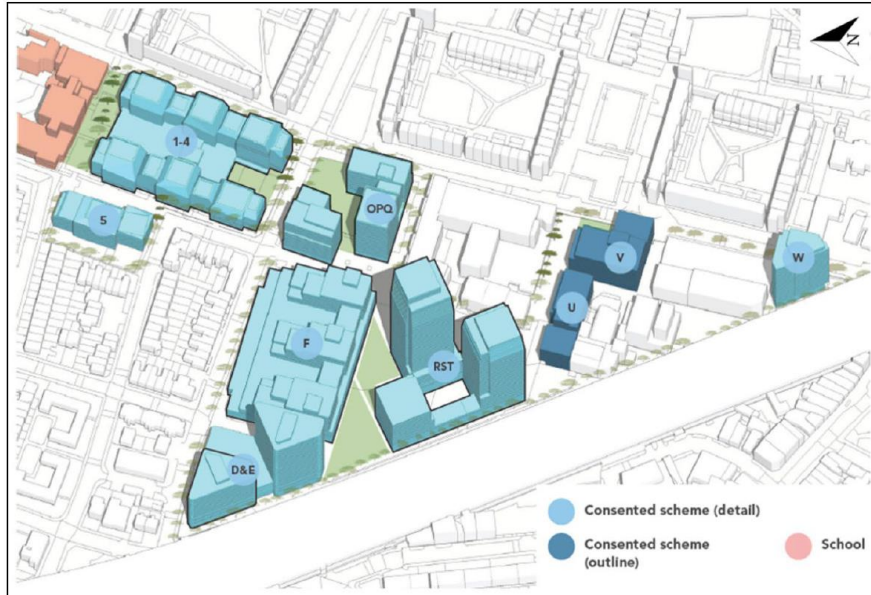 N
1-4
5
OPQ
V
W
U
F
RST
D&E
Consented scheme (detail)
Consented scheme
(outline)
School